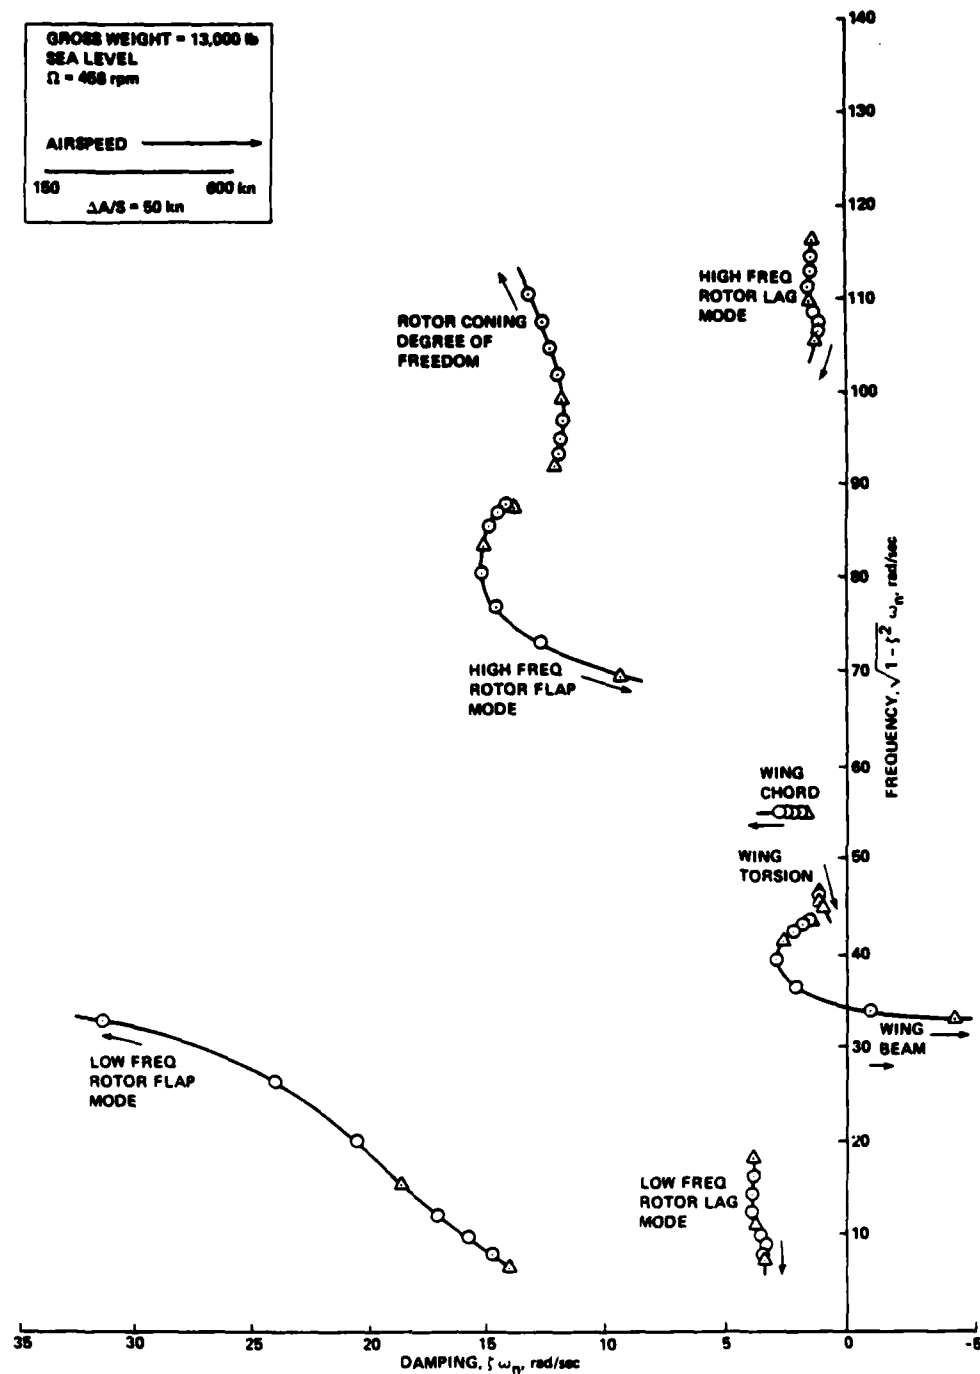 GROSS WEIGHT = 13,000 lb
SEA LEVEL
Ω = 458 rpm
AIRSPEED
150 600 kn
ΔA/S = 50 kn
140
130
120
110
100
90
80
70
60
50
40
30
20
10
FREQUENCY, √1 - ζ² ωn, rad/sec
HIGH FREQ
ROTOR LAG
MODE
ROTOR CONING
DEGREE OF
FREEDOM
HIGH FREQ
ROTOR FLAP
MODE
WING
CHORD
WING
TORSION
WING
BEAM
LOW FREQ
ROTOR FLAP
MODE
LOW FREQ
ROTOR LAG
MODE
35 30 25 20 15 10 5 0 -5
DAMPING, ζ ωn, rad/sec